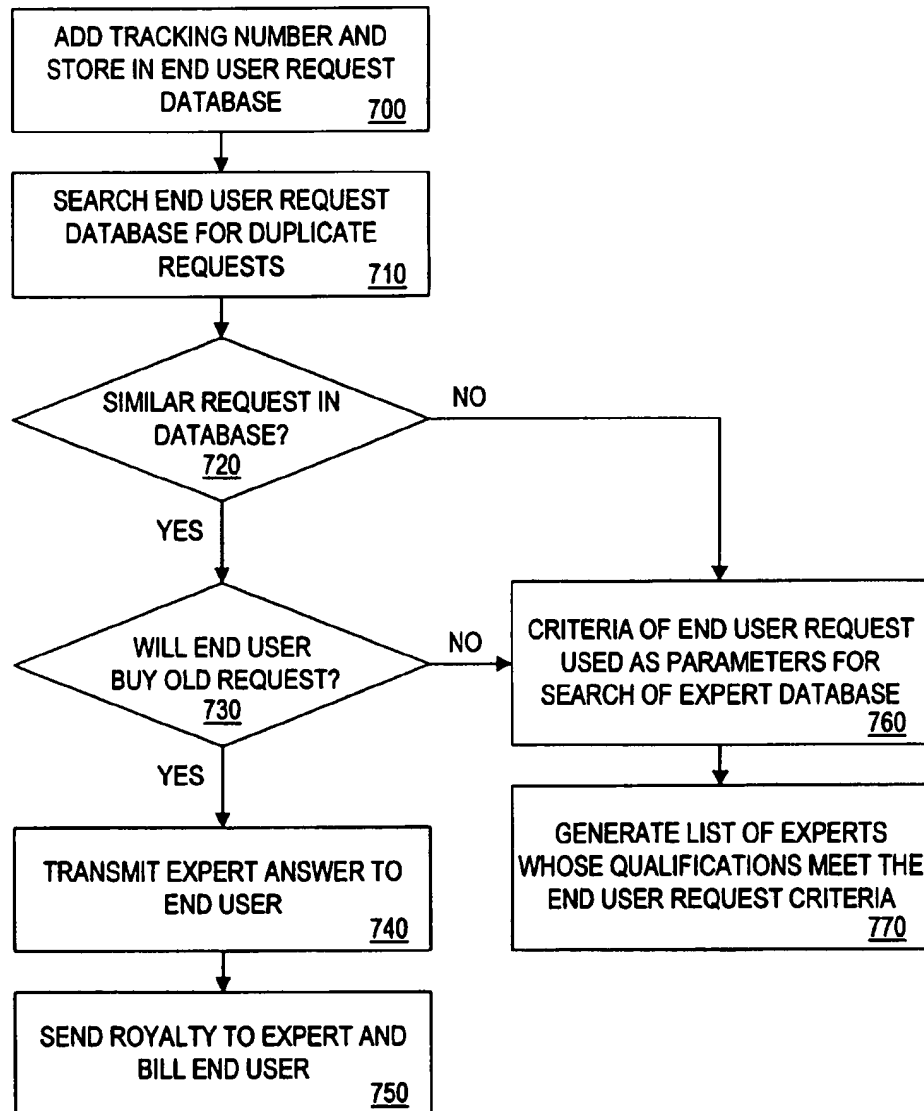 ADD TRACKING NUMBER AND
STORE IN END USER REQUEST
DATABASE
700
SEARCH END USER REQUEST
DATABASE FOR DUPLICATE
REQUESTS
710
SIMILAR REQUEST IN
DATABASE?
720
NO
YES
WILL END USER
BUY OLD REQUEST?
730
NO
YES
CRITERIA OF END USER REQUEST
USED AS PARAMETERS FOR
SEARCH OF EXPERT DATABASE
760
TRANSMIT EXPERT ANSWER TO
END USER
740
GENERATE LIST OF EXPERTS
WHOSE QUALIFICATIONS MEET THE
END USER REQUEST CRITERIA
770
SEND ROYALTY TO EXPERT AND
BILL END USER
750